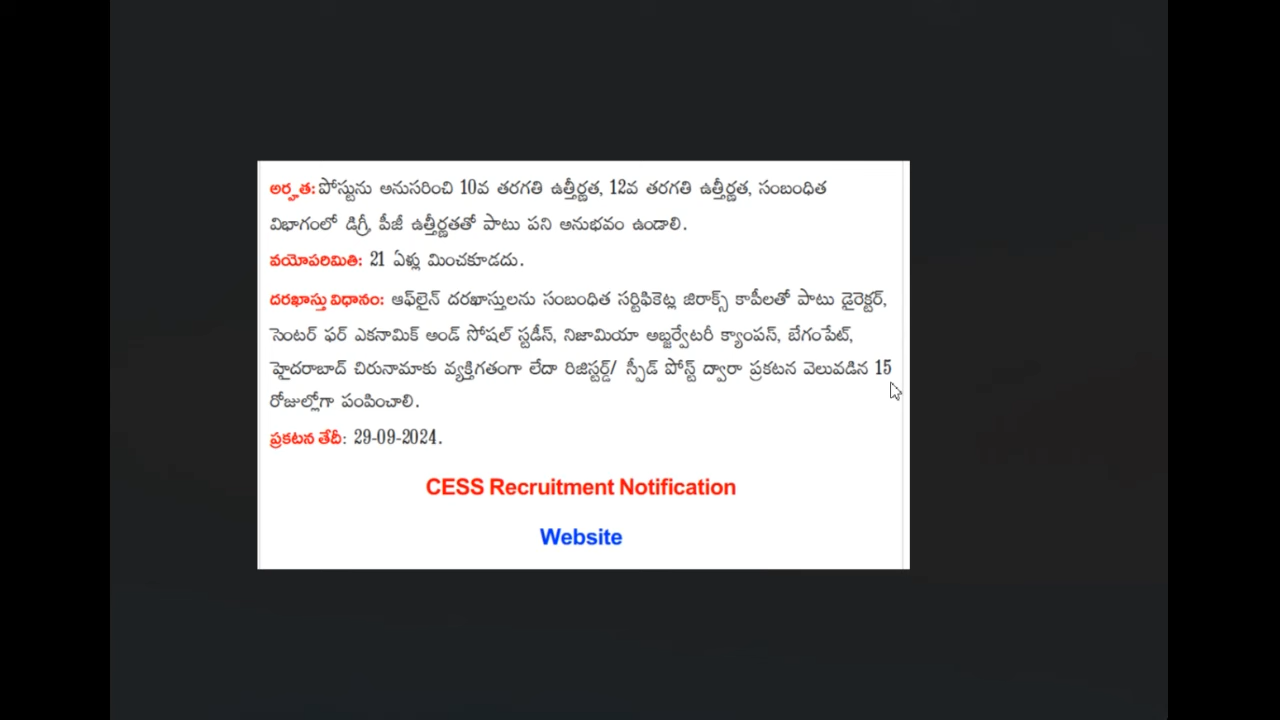 అర్హత: పోస్టును అనుసరించి 10వ తరగతి ఉత్తీర్ణత, 12వ తరగతి ఉత్తీర్ణత, సంబంధిత
విభాగంలో డిగ్రీ, పీజీ ఉత్తీర్ణతతో పాటు పని అనుభవం ఉండాలి.
వయోపరిమితి: 21 ఏళ్లు మించకూడదు.
దరఖాస్తు విధానం: ఆఫ్‌లైన్ దరఖాస్తులను సంబంధిత సర్టిఫికెట్ల జిరాక్స్ కాపీలతో పాటు డైరెక్టర్,
సెంటర్ ఫర్ ఎకనామిక్ అండ్ సోషల్ స్టడీస్, నిజామియా అబ్జర్వేటరీ క్యాంపస్, బేగంపేట్,
హైదరాబాద్ చిరునామాకు వ్యక్తిగతంగా లేదా రిజిస్టర్డ్/ స్పీడ్ పోస్ట్ ద్వారా ప్రకటన వెలువడిన 15
రోజుల్లోగా పంపించాలి.
ప్రకటన తేదీ: 29-09-2024.
CESS Recruitment Notification
Website